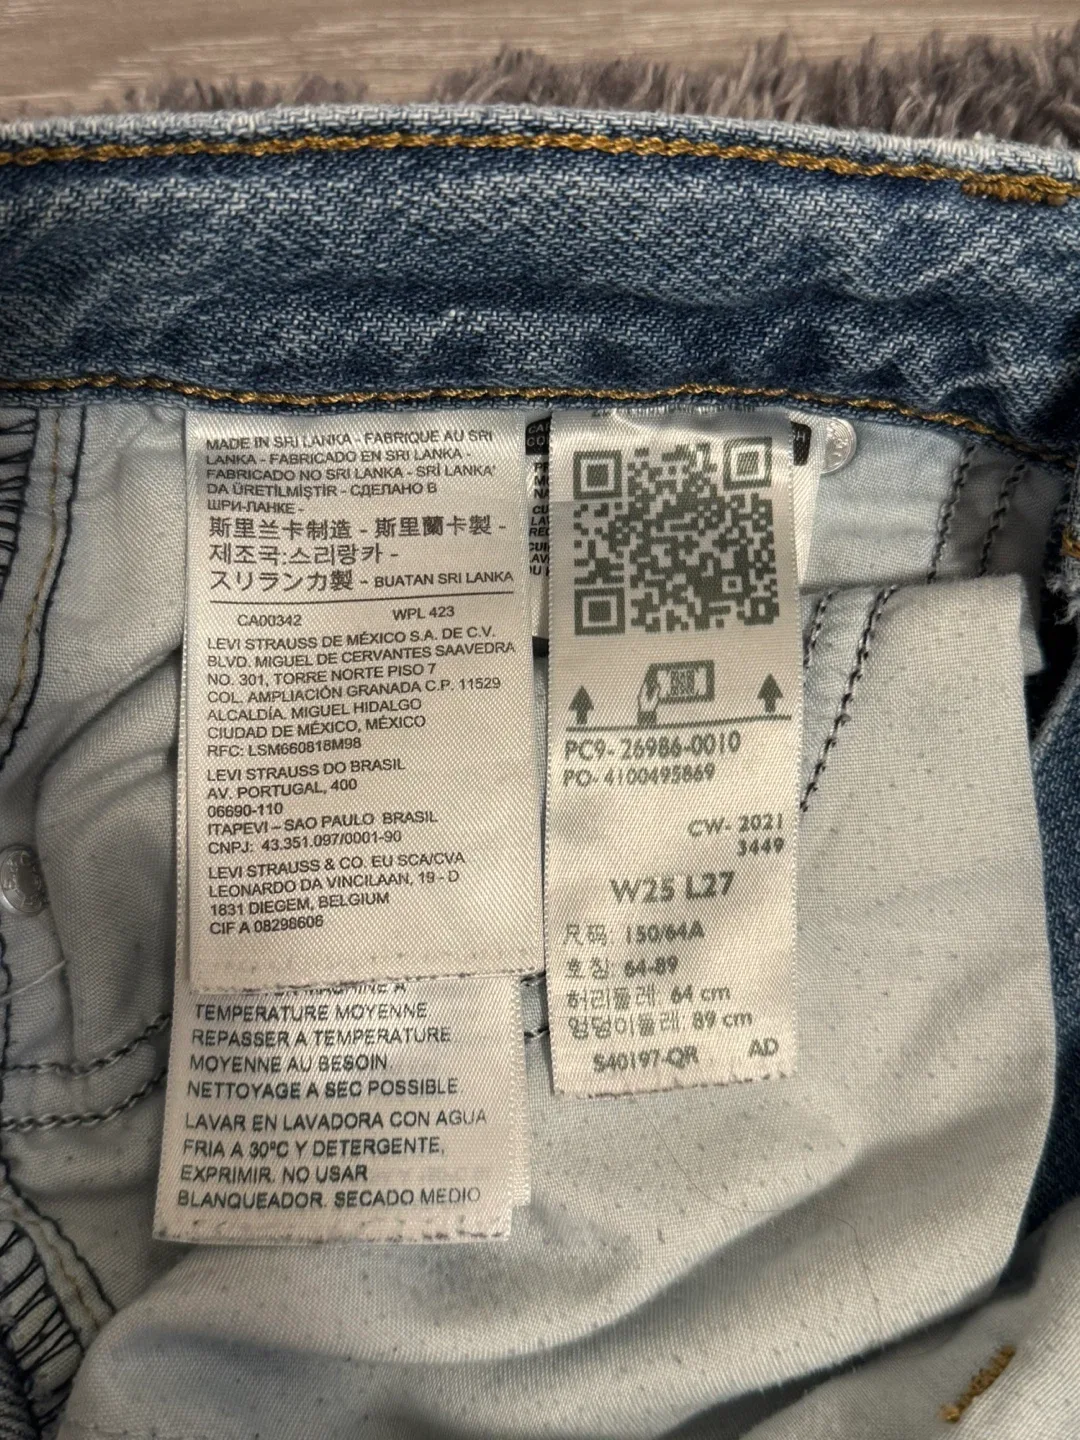 MADE IN SRI LANKA - FABRIQUE AU SRI
LANKA - FABRICADO EN SRI LANKA -
FABRICADO NO SRI LANKA - SRİ LANKA'
DA ÜRETİLMİŞTİR - СДЕЛАНО В
ШРИ-ЛАНКЕ -
斯里兰卡制造 - 斯里蘭卡製 -
제조국:스리랑카 -
スリランカ製 - BUATAN SRI LANKA
CA00342 WPL 423
LEVI STRAUSS DE MÉXICO S.A. DE C.V.
BLVD. MIGUEL DE CERVANTES SAAVEDRA
NO. 301, TORRE NORTE PISO 7
COL. AMPLIACIÓN GRANADA C.P. 11529
ALCALDÍA. MIGUEL HIDALGO
CIUDAD DE MÉXICO, MÉXICO
RFC: LSM660818M98
LEVI STRAUSS DO BRASIL
AV. PORTUGAL, 400
06690-110
ITAPEVI – SAO PAULO BRASIL
CNPJ: 43.351.097/0001-90
LEVI STRAUSS & CO. EU SCA/CVA
LEONARDO DA VINCILAAN, 19 - D
1831 DIEGEM, BELGIUM
CIF A 08298606
TEMPERATURE MOYENNE
REPASSER A TEMPERATURE
MOYENNE AU BESOIN.
NETTOYAGE A SEC POSSIBLE
LAVAR EN LAVADORA CON AGUA
FRIA A 30ºC Y DETERGENTE,
EXPRIMIR. NO USAR
BLANQUEADOR. SECADO MEDIO
PC9- 26986-0010
PO- 4100495869
CW- 2021
3449
W25 L27
尺码: 150/64A
호칭: 64-89
허리둘레: 64 cm
엉덩이둘레: 89 cm
S40197-QR AD